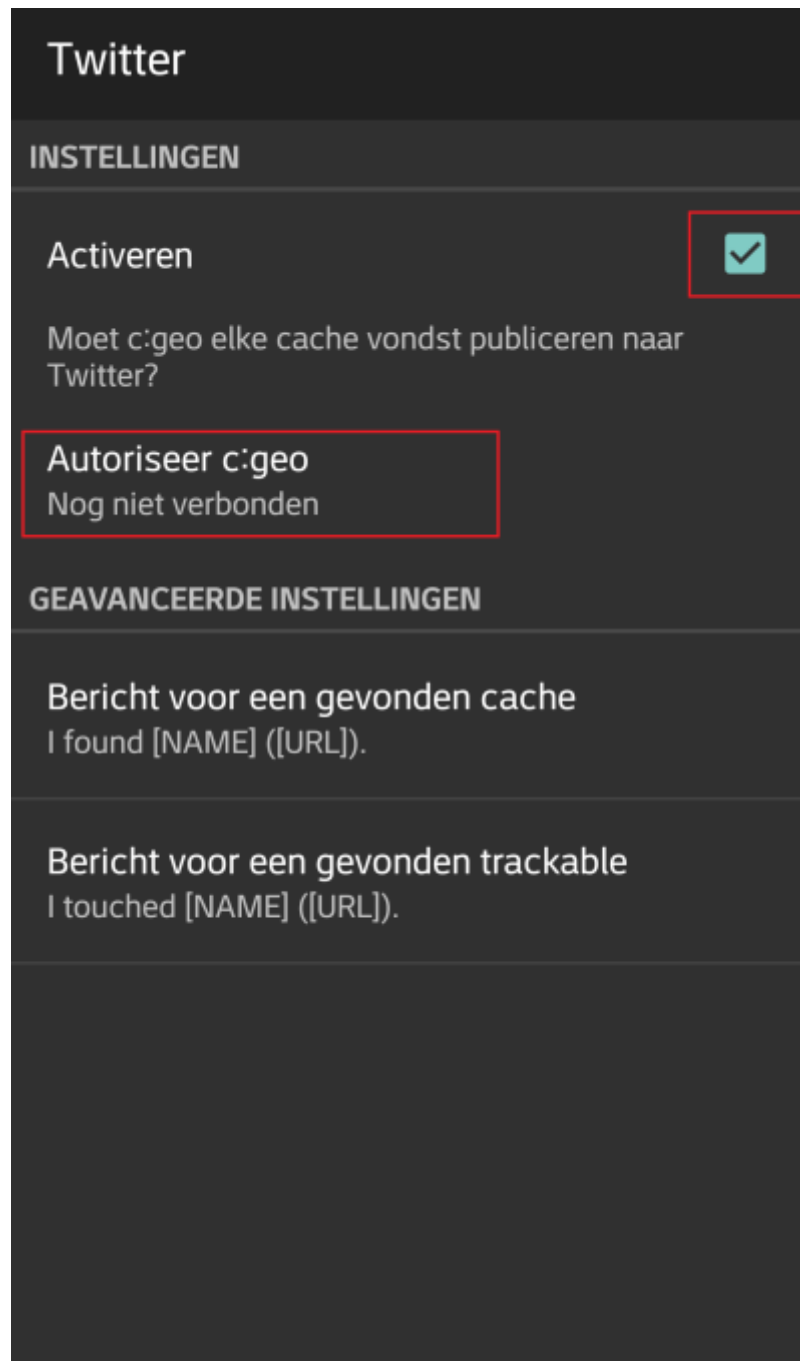 Twitter
INSTELLINGEN
Activeren
Moet c:geo elke cache vondst publiceren naar
Twitter?
Autoriseer c:geo
Nog niet verbonden
GEAVANCEERDE INSTELLINGEN
Bericht voor een gevonden cache
I found [NAME] ([URL]).
Bericht voor een gevonden trackable
I touched [NAME] ([URL]).